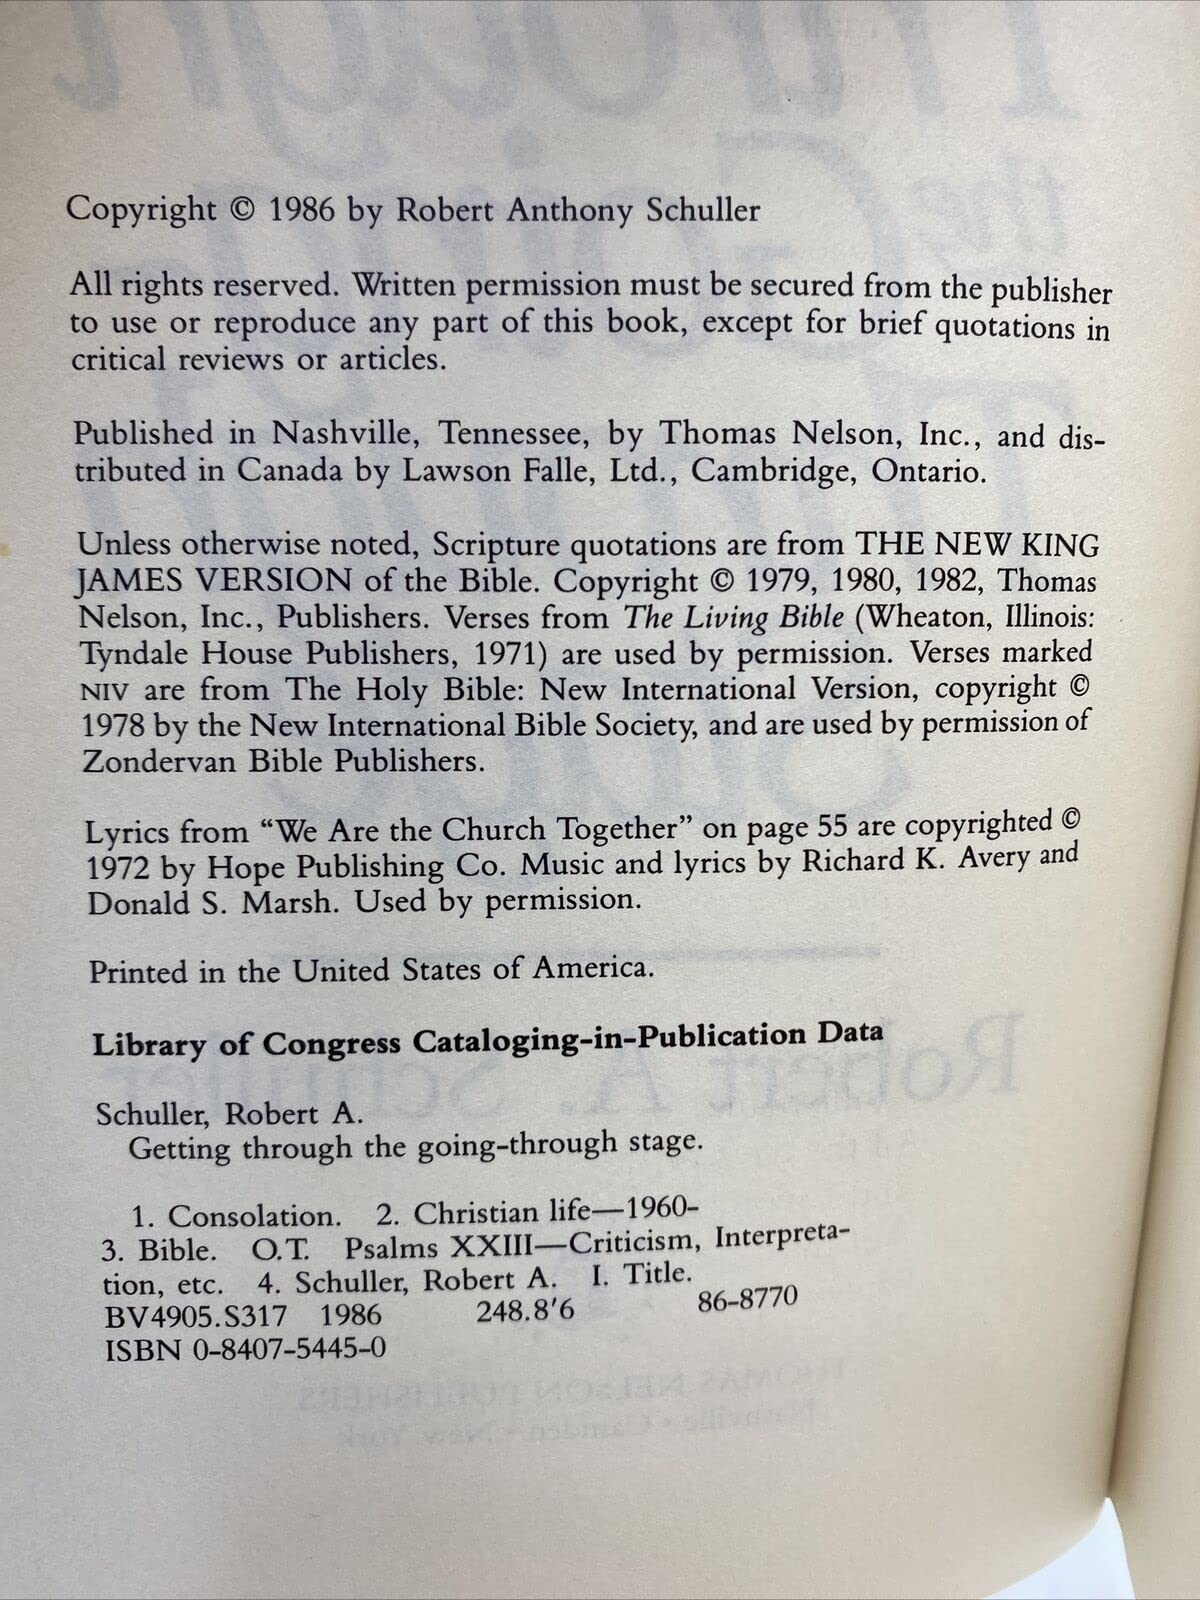 Copyright © 1986 by Robert Anthony Schuller
All rights reserved. Written permission must be secured from the publisher
to use or reproduce any part of this book, except for brief quotations in
critical reviews or articles.
Published in Nashville, Tennessee, by Thomas Nelson, Inc., and dis-
tributed in Canada by Lawson Falle, Ltd., Cambridge, Ontario.
Unless otherwise noted, Scripture quotations are from THE NEW KING
JAMES VERSION of the Bible. Copyright © 1979, 1980, 1982, Thomas
Nelson, Inc., Publishers. Verses from The Living Bible (Wheaton, Illinois:
Tyndale House Publishers, 1971) are used by permission. Verses marked
NIV are from The Holy Bible: New International Version, copyright ©
1978 by the New International Bible Society, and are used by permission of
Zondervan Bible Publishers.
Lyrics from “We Are the Church Together” on page 55 are copyrighted ©
1972 by Hope Publishing Co. Music and lyrics by Richard K. Avery and
Donald S. Marsh. Used by permission.
Printed in the United States of America.
Library of Congress Cataloging-in-Publication Data
Schuller, Robert A.
Getting through the going-through stage.
1. Consolation. 2. Christian life—1960-
3. Bible. O.T. Psalms XXIII—Criticism, Interpreta-
tion, etc. 4. Schuller, Robert A. I. Title.
BV4905.S317 1986 248.8'6 86-8770
ISBN 0-8407-5445-0